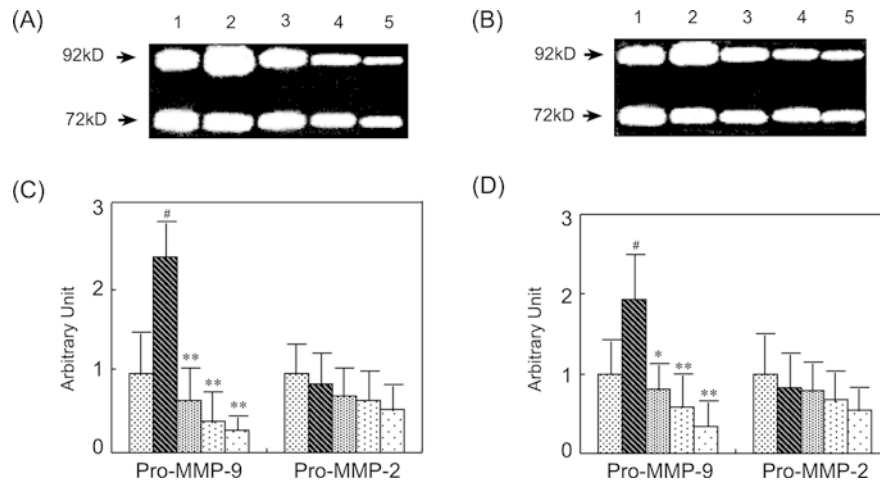 (A) 1 2 3 4 5
92kD
72kD
(B) 1 2 3 4 5
92kD
72kD
(C)
3
2
1
0
Arbitrary Unit
#
**
**
**
Pro-MMP-9 Pro-MMP-2
(D)
3
2
1
0
Arbitrary Unit
#
*
**
**
Pro-MMP-9 Pro-MMP-2